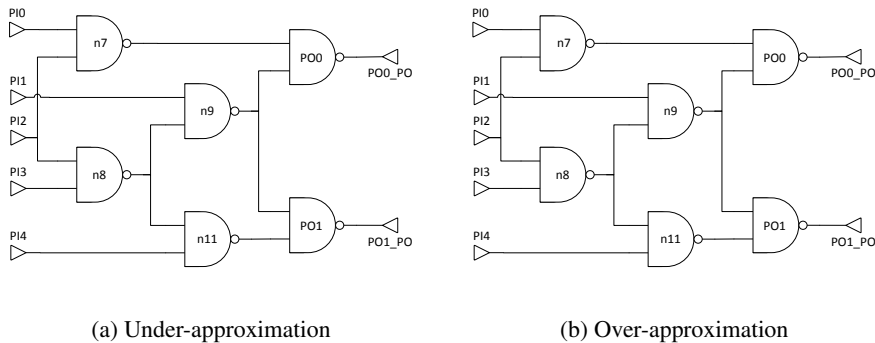 PI0
n7
PO0
PO0_PO
PI1
n9
PI2
PI3
n8
PI4
n11
PO1
PO1_PO
(a) Under-approximation
PI0
n7
PO0
PO0_PO
PI1
n9
PI2
PI3
n8
PI4
n11
PO1
PO1_PO
(b) Over-approximation